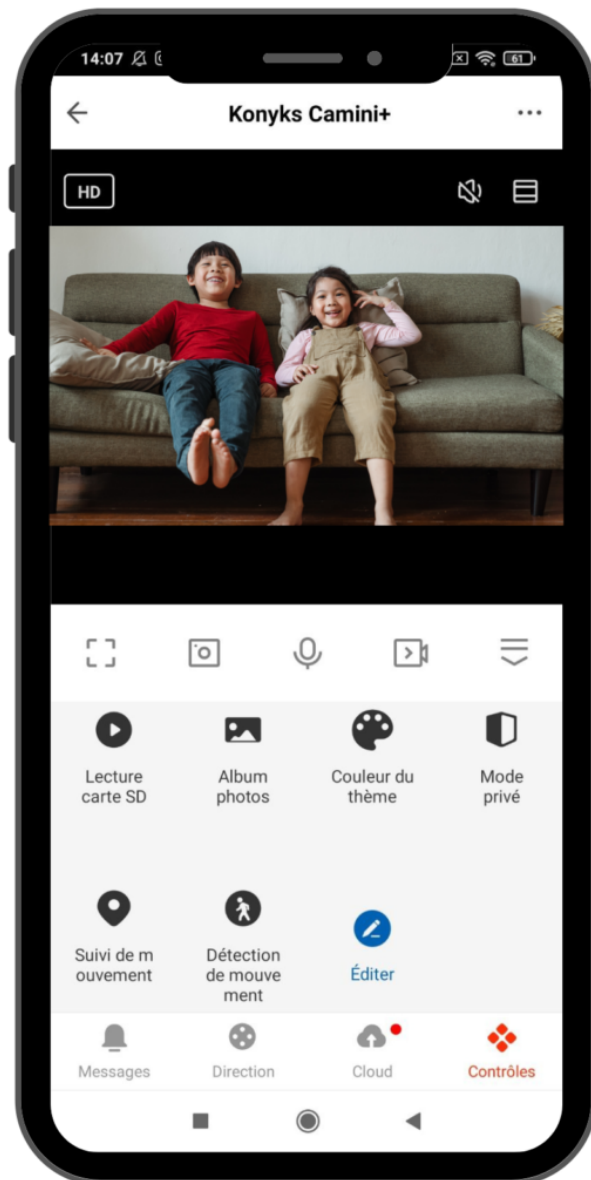 14:07
61
Konyks Camini+
HD
Lecture
carte SD
Album
photos
Couleur du
thème
Mode
privé
Suivi de m
ouvement
Détection
de mouve
ment
Éditer
Messages
Direction
Cloud
Contrôles